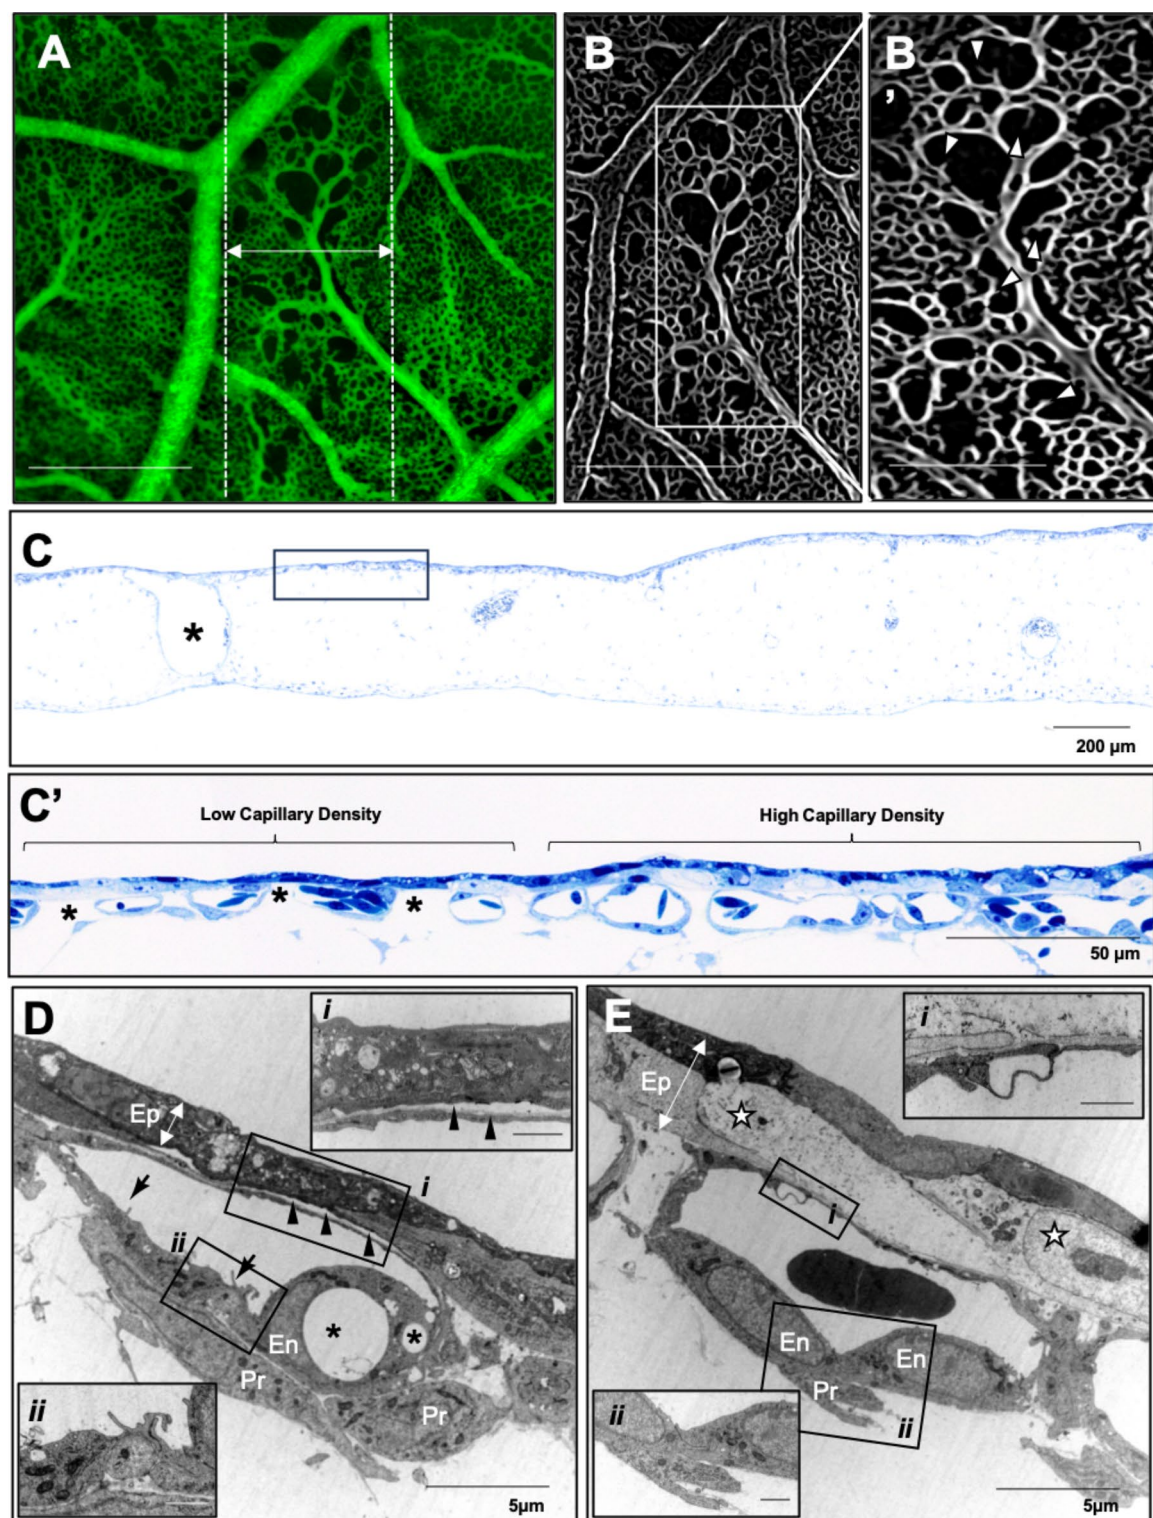 A
B
B
’
C
*
200 µm
C’
Low Capillary Density
High Capillary Density
*
*
*
50 µm
D
i
Ep
i
ii
En
*
*
Pr
Pr
ii
5µm
E
i
Ep
i
En
En
Pr
ii
ii
5µm